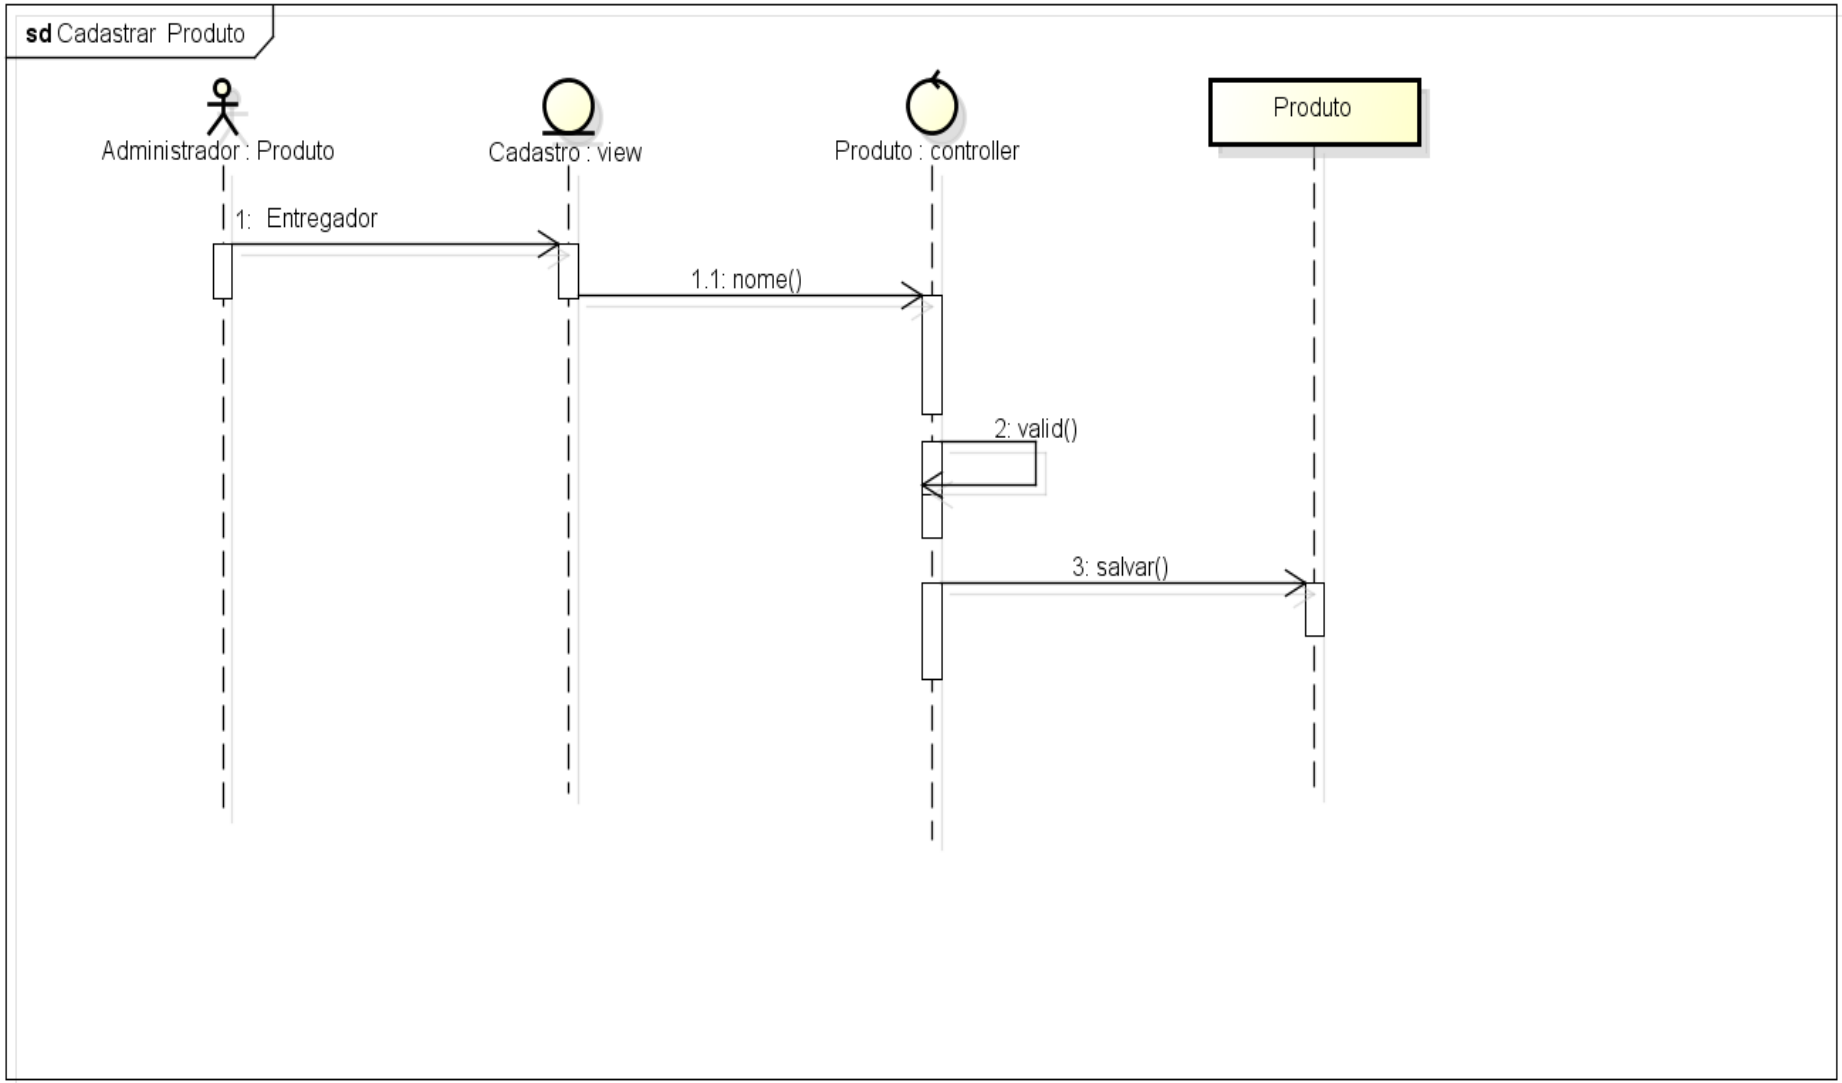 sd Cadastrar Produto
Administrador : Produto
Cadastro : view
Produto : controller
Produto
1: Entregador
1.1: nome()
2: valid()
3: salvar()